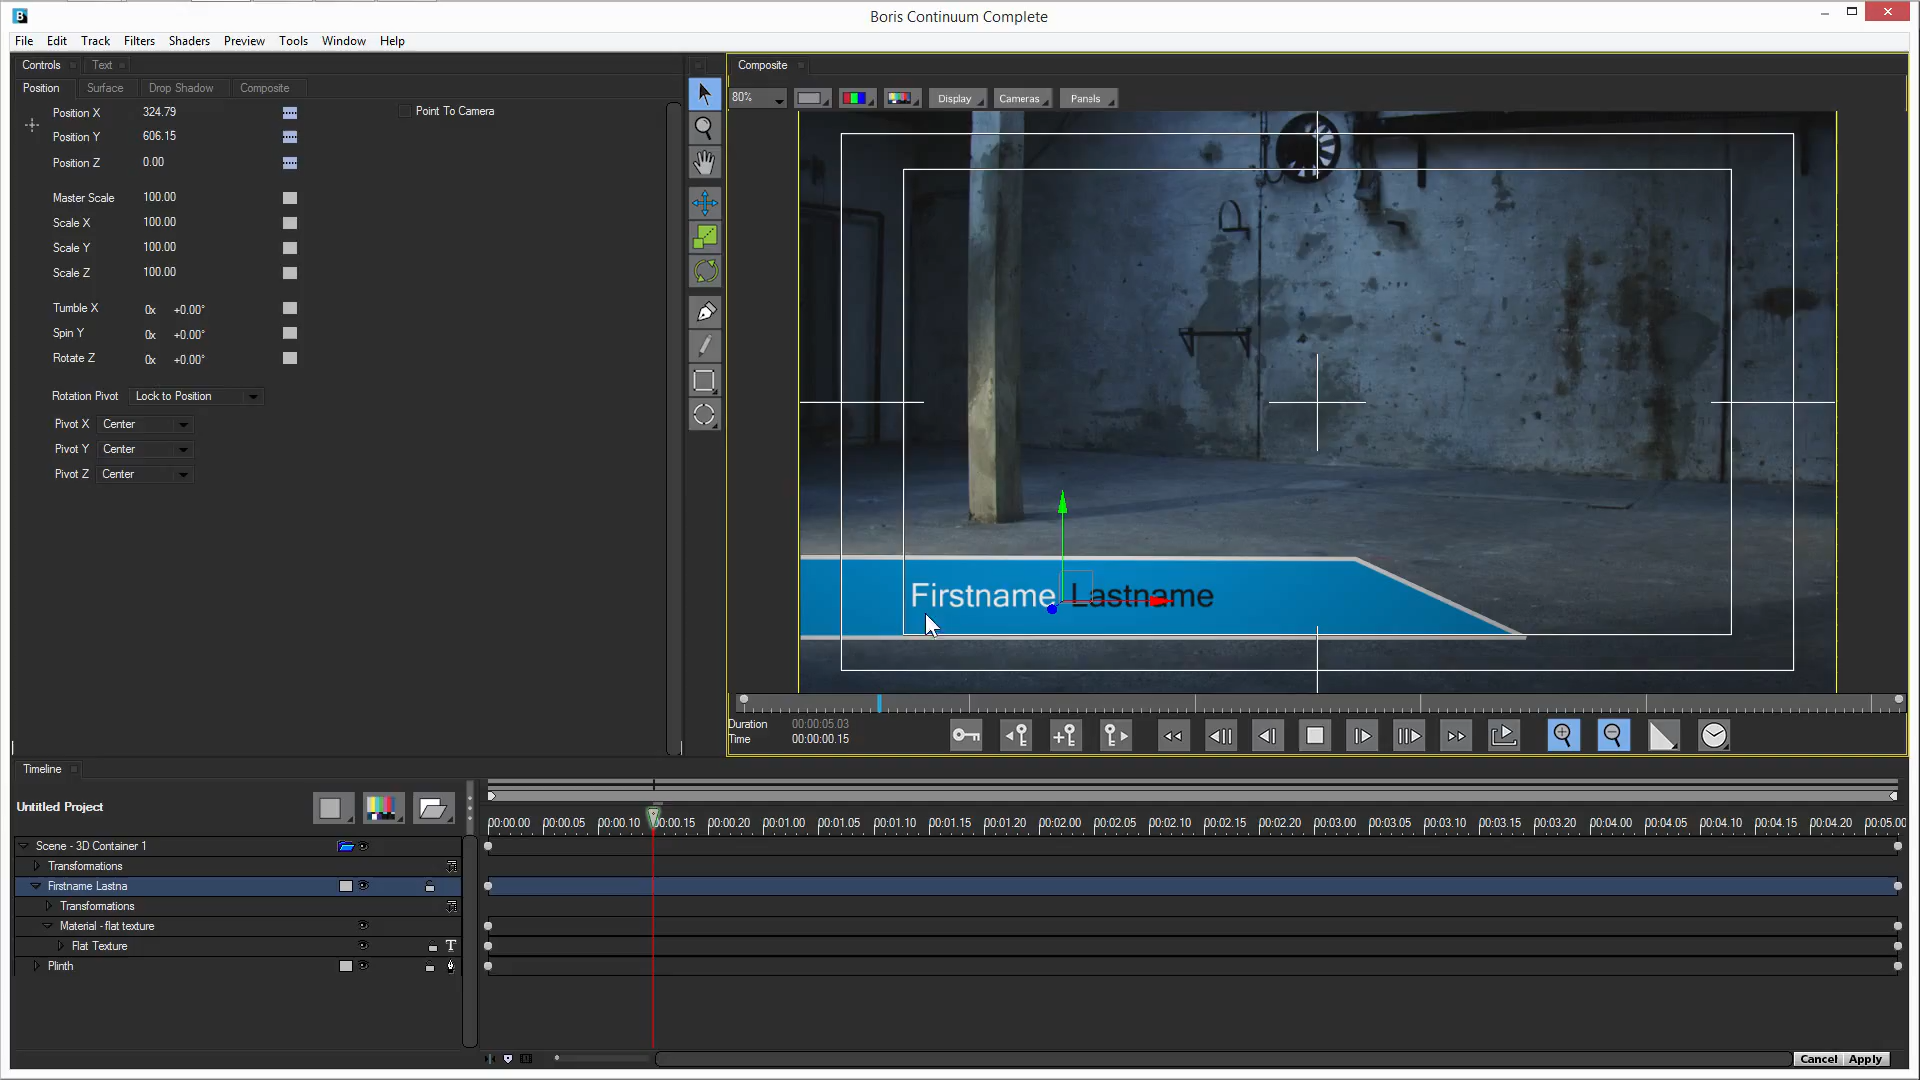 Boris Continuum Complete
File Edit Track Filters Shaders Preview Tools Window Help
Controls Text
Position Surface Drop Shadow Composite
Position X 324.79
Point To Camera
Position Y 606.15
Position Z 0.00
Master Scale 100.00
Scale X 100.00
Scale Y 100.00
Scale Z 100.00
Tumble X 0x +0.00°
Spin Y 0x +0.00°
Rotate Z 0x +0.00°
Rotation Pivot Lock to Position
Pivot X Center
Pivot Y Center
Pivot Z Center
Composite
80% Display Cameras Panels
Firstname Lastname
Duration 00:00:05.03
Time 00:00:00.15
Timeline
Untitled Project
00:00.00 00:00.05 00:00.10 00:00.15 00:00.20 00:01.00 00:01.05 00:01.10 00:01.15 00:01.20 00:02.00 00:02.05 00:02.10 00:02.15 00:02.20 00:03.00 00:03.05 00:03.10 00:03.15 00:03.20 00:04.00 00:04.05 00:04.10 00:04.15 00:04.20 00:05.00
Scene - 3D Container 1
Transformations
Firstname Lastna
Transformations
Material - flat texture
Flat Texture T
Plinth
Cancel Apply